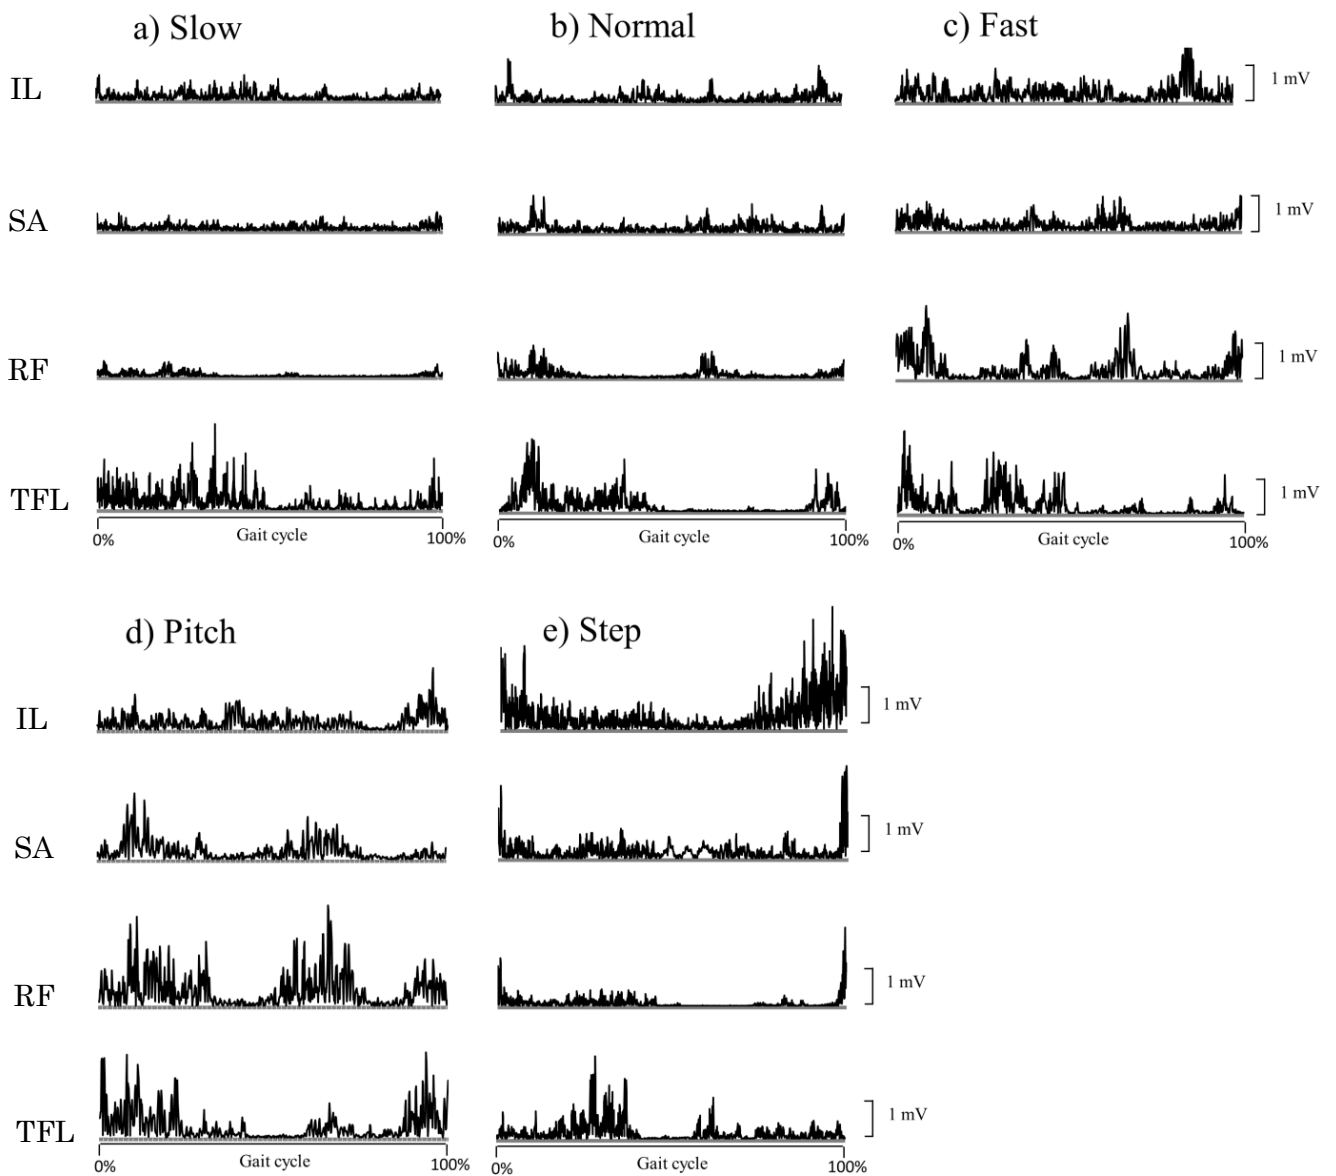 a) Slow
b) Normal
c) Fast
IL
1 mV
SA
1 mV
RF
1 mV
TFL
1 mV
0%
Gait cycle
100%
0%
Gait cycle
100%
0%
Gait cycle
100%
d) Pitch
e) Step
IL
1 mV
SA
1 mV
RF
1 mV
TFL
1 mV
0%
Gait cycle
100%
0%
Gait cycle
100%